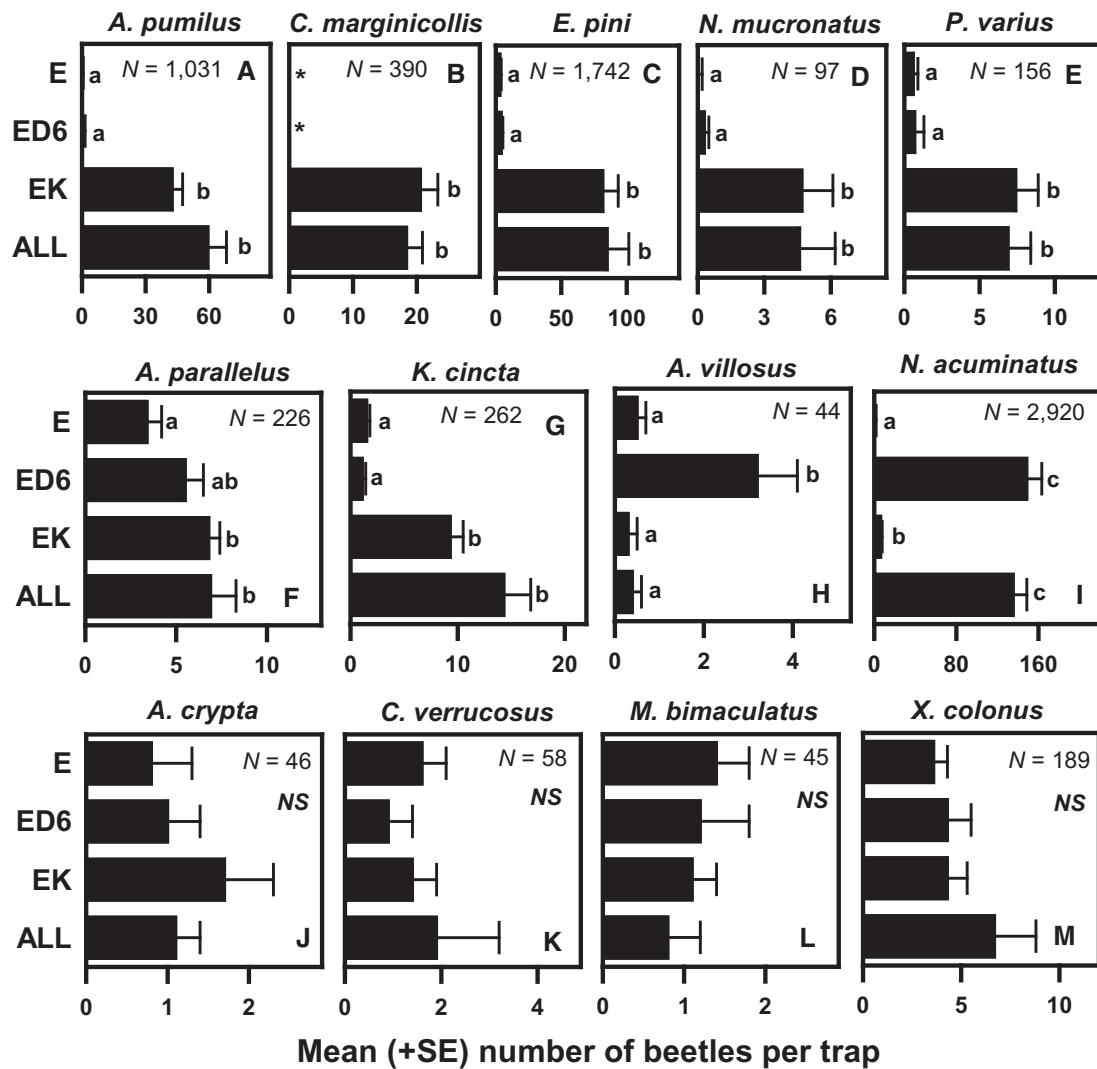 A. pumilus C. marginicollis E. pini N. mucronatus P. varius
E a N = 1,031 A * N = 390 B a N = 1,742 C a N = 97 D a N = 156 E
ED6 a * a a a
EK b b b b b
ALL b b b b b
0 30 60 0 10 20 0 50 100 0 3 6 0 5 10
A. parallelus K. cincta A. villosus N. acuminatus
E a N = 226 a N = 262 G a N = 44 a N = 2,920
ED6 ab a b c
EK b b a b
ALL b F b a H c I
0 5 10 0 10 20 0 2 4 0 80 160
A. crypta C. verrucosus M. bimaculatus X. colonus
E N = 46 N = 58 N = 45 N = 189
ED6 NS NS NS NS
EK
ALL J K L M
0 1 2 0 2 4 0 1 2 0 5 10
Mean (+SE) number of beetles per trap